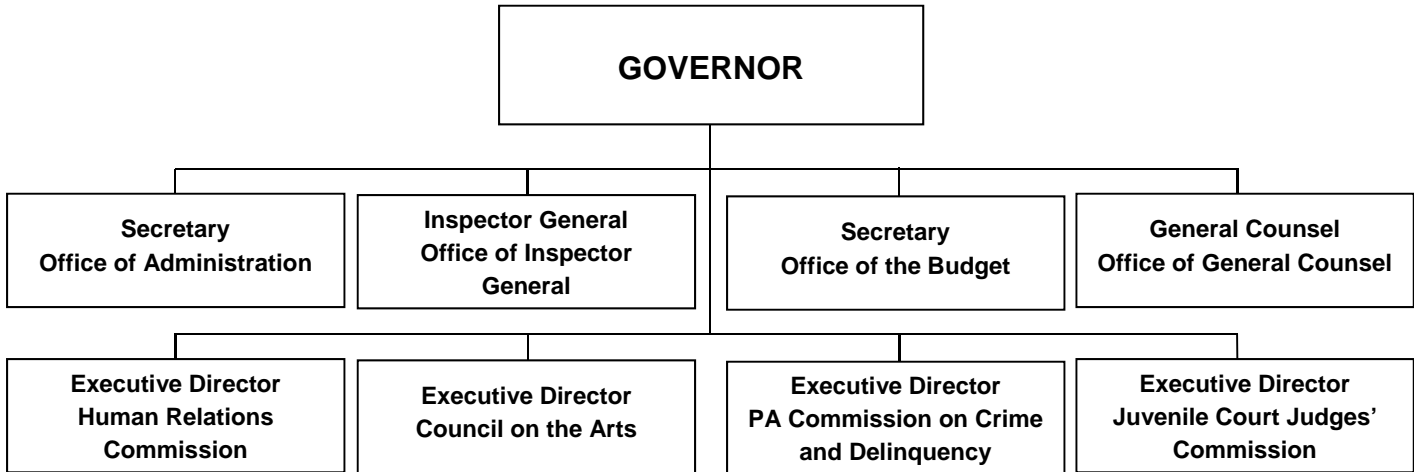 GOVERNOR
Secretary
Office of Administration
Inspector General
Office of Inspector
General
Secretary
Office of the Budget
General Counsel
Office of General Counsel
Executive Director
Human Relations
Commission
Executive Director
Council on the Arts
Executive Director
PA Commission on Crime
and Delinquency
Executive Director
Juvenile Court Judges’
Commission